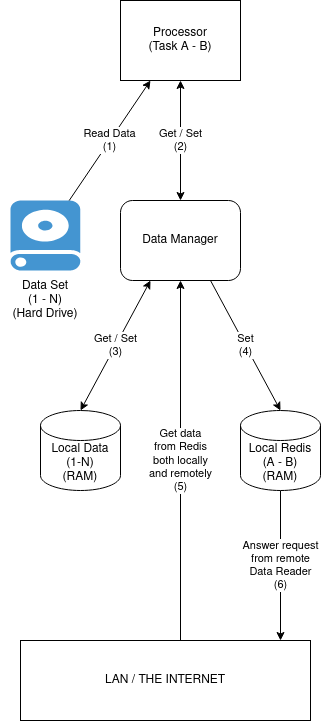 Processor
(Task A - B)
Read Data
(1)
Get / Set
(2)
Data Manager
Data Set
(1 - N)
(Hard Drive)
Get / Set
(3)
Set
(4)
Local Data
(1-N)
(RAM)
Get data
from Redis
both locally
and remotely
(5)
Local Redis
(A - B)
(RAM)
Answer request
from remote
Data Reader
(6)
LAN / THE INTERNET